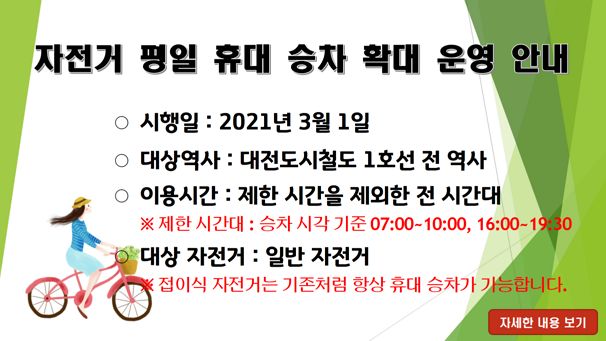 자전거 평일 휴대 승차 확대 운영 안내
○ 시행일 : 2021년 3월 1일
○ 대상역사 : 대전도시철도 1호선 전 역사
○ 이용시간 : 제한 시간을 제외한 전 시간대
※ 제한 시간대 : 승차 시각 기준 07:00~10:00, 16:00~19:30
○ 대상 자전거 : 일반 자전거
※ 접이식 자전거는 기존처럼 항상 휴대 승차가 가능합니다.
자세한 내용 보기